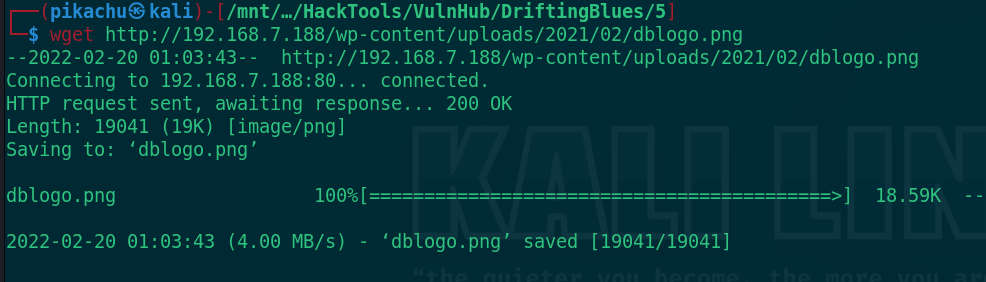 ┌──(pikachu㉿kali)-[/mnt/…/HackTools/VulnHub/DriftingBlues/5]
└─$ wget http://192.168.7.188/wp-content/uploads/2021/02/dblogo.png
--2022-02-20 01:03:43--  http://192.168.7.188/wp-content/uploads/2021/02/dblogo.png
Connecting to 192.168.7.188:80... connected.
HTTP request sent, awaiting response... 200 OK
Length: 19041 (19K) [image/png]
Saving to: ‘dblogo.png’
KALI LIN
dblogo.png                   100%[==========================================>]  18.59K  --
2022-02-20 01:03:43 (4.00 MB/s) - ‘dblogo.png’ saved [19041/19041]
“the quieter you become, the more you are